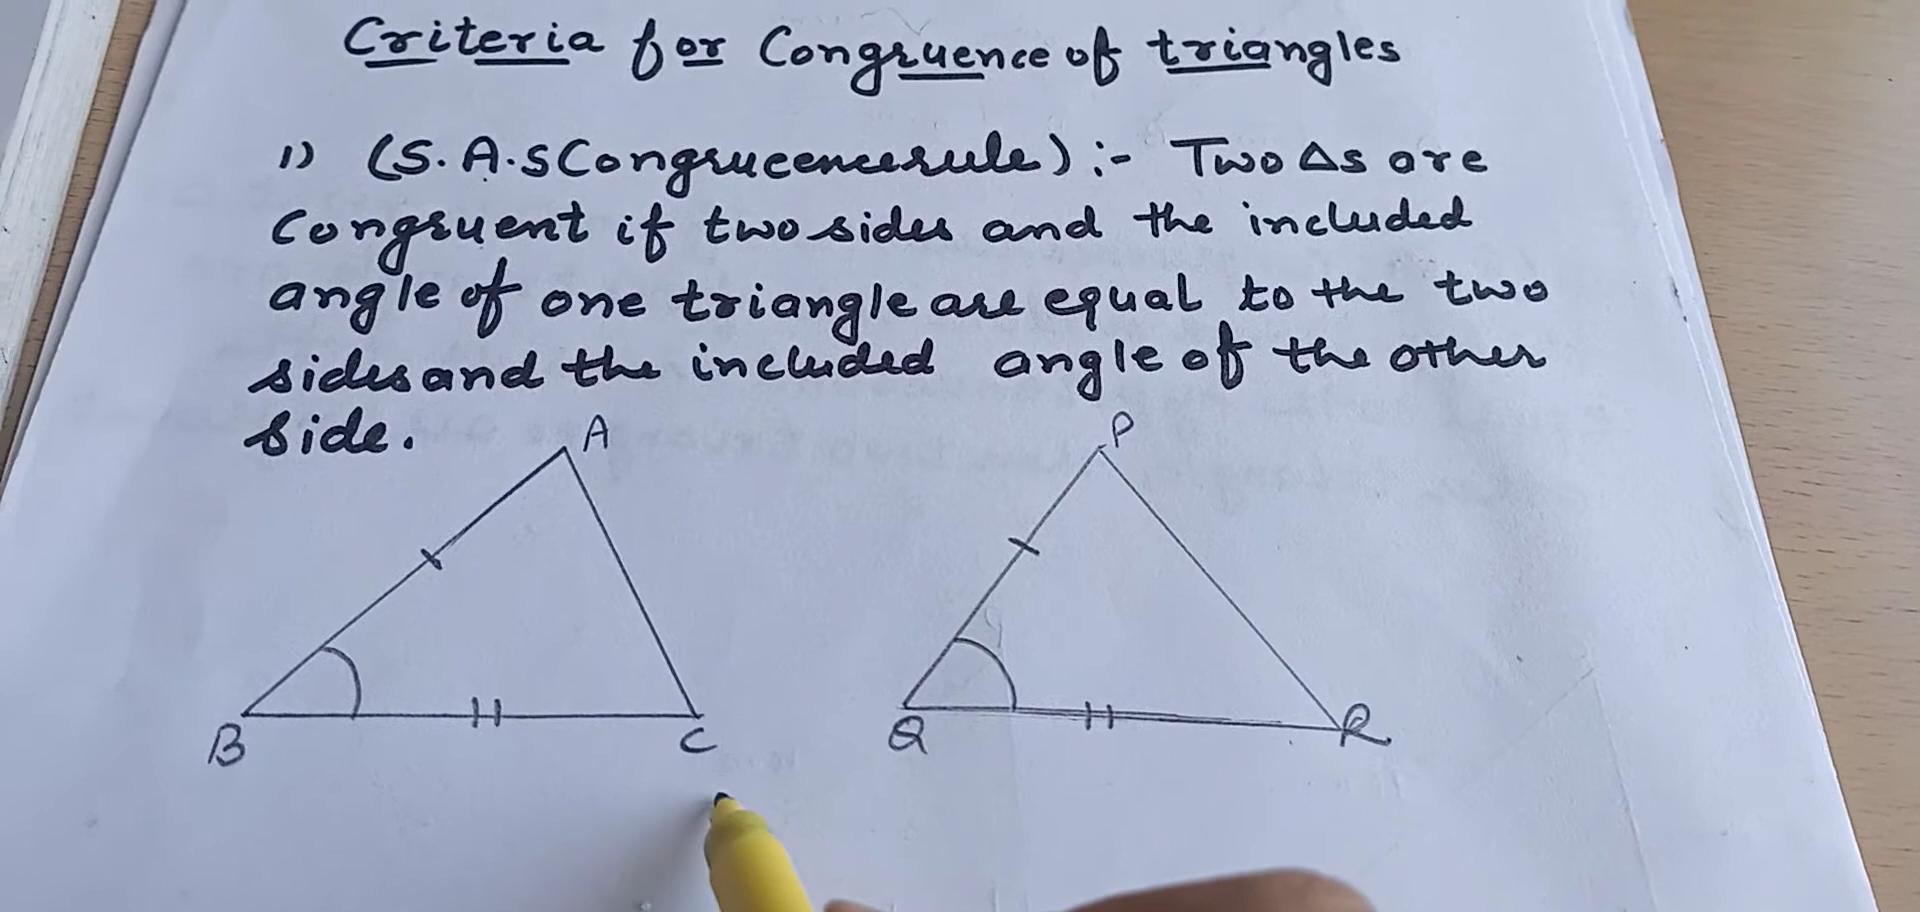 Criteria for Congruence of triangles
1) (S.A.S Congrucence rule) :- Two Δs are
Congruent if two sides and the included
angle of one triangle are equal to the two
sides and the included angle of the other
side.
A
P
B
C
Q
R